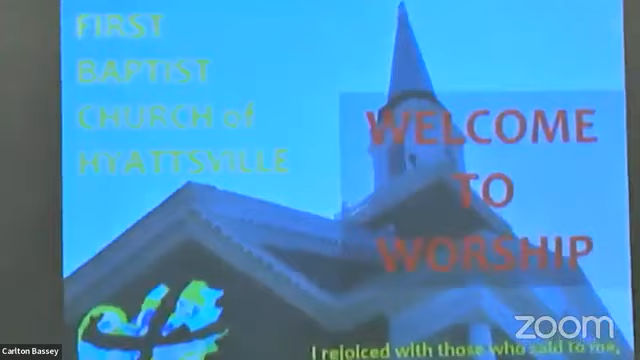 FIRST
BAPTIST
CHURCH of
HYATTSVILLE
WELCOME
TO
WORSHIP
I rejoiced with those who said to me,
Carlton Bassey
zoom